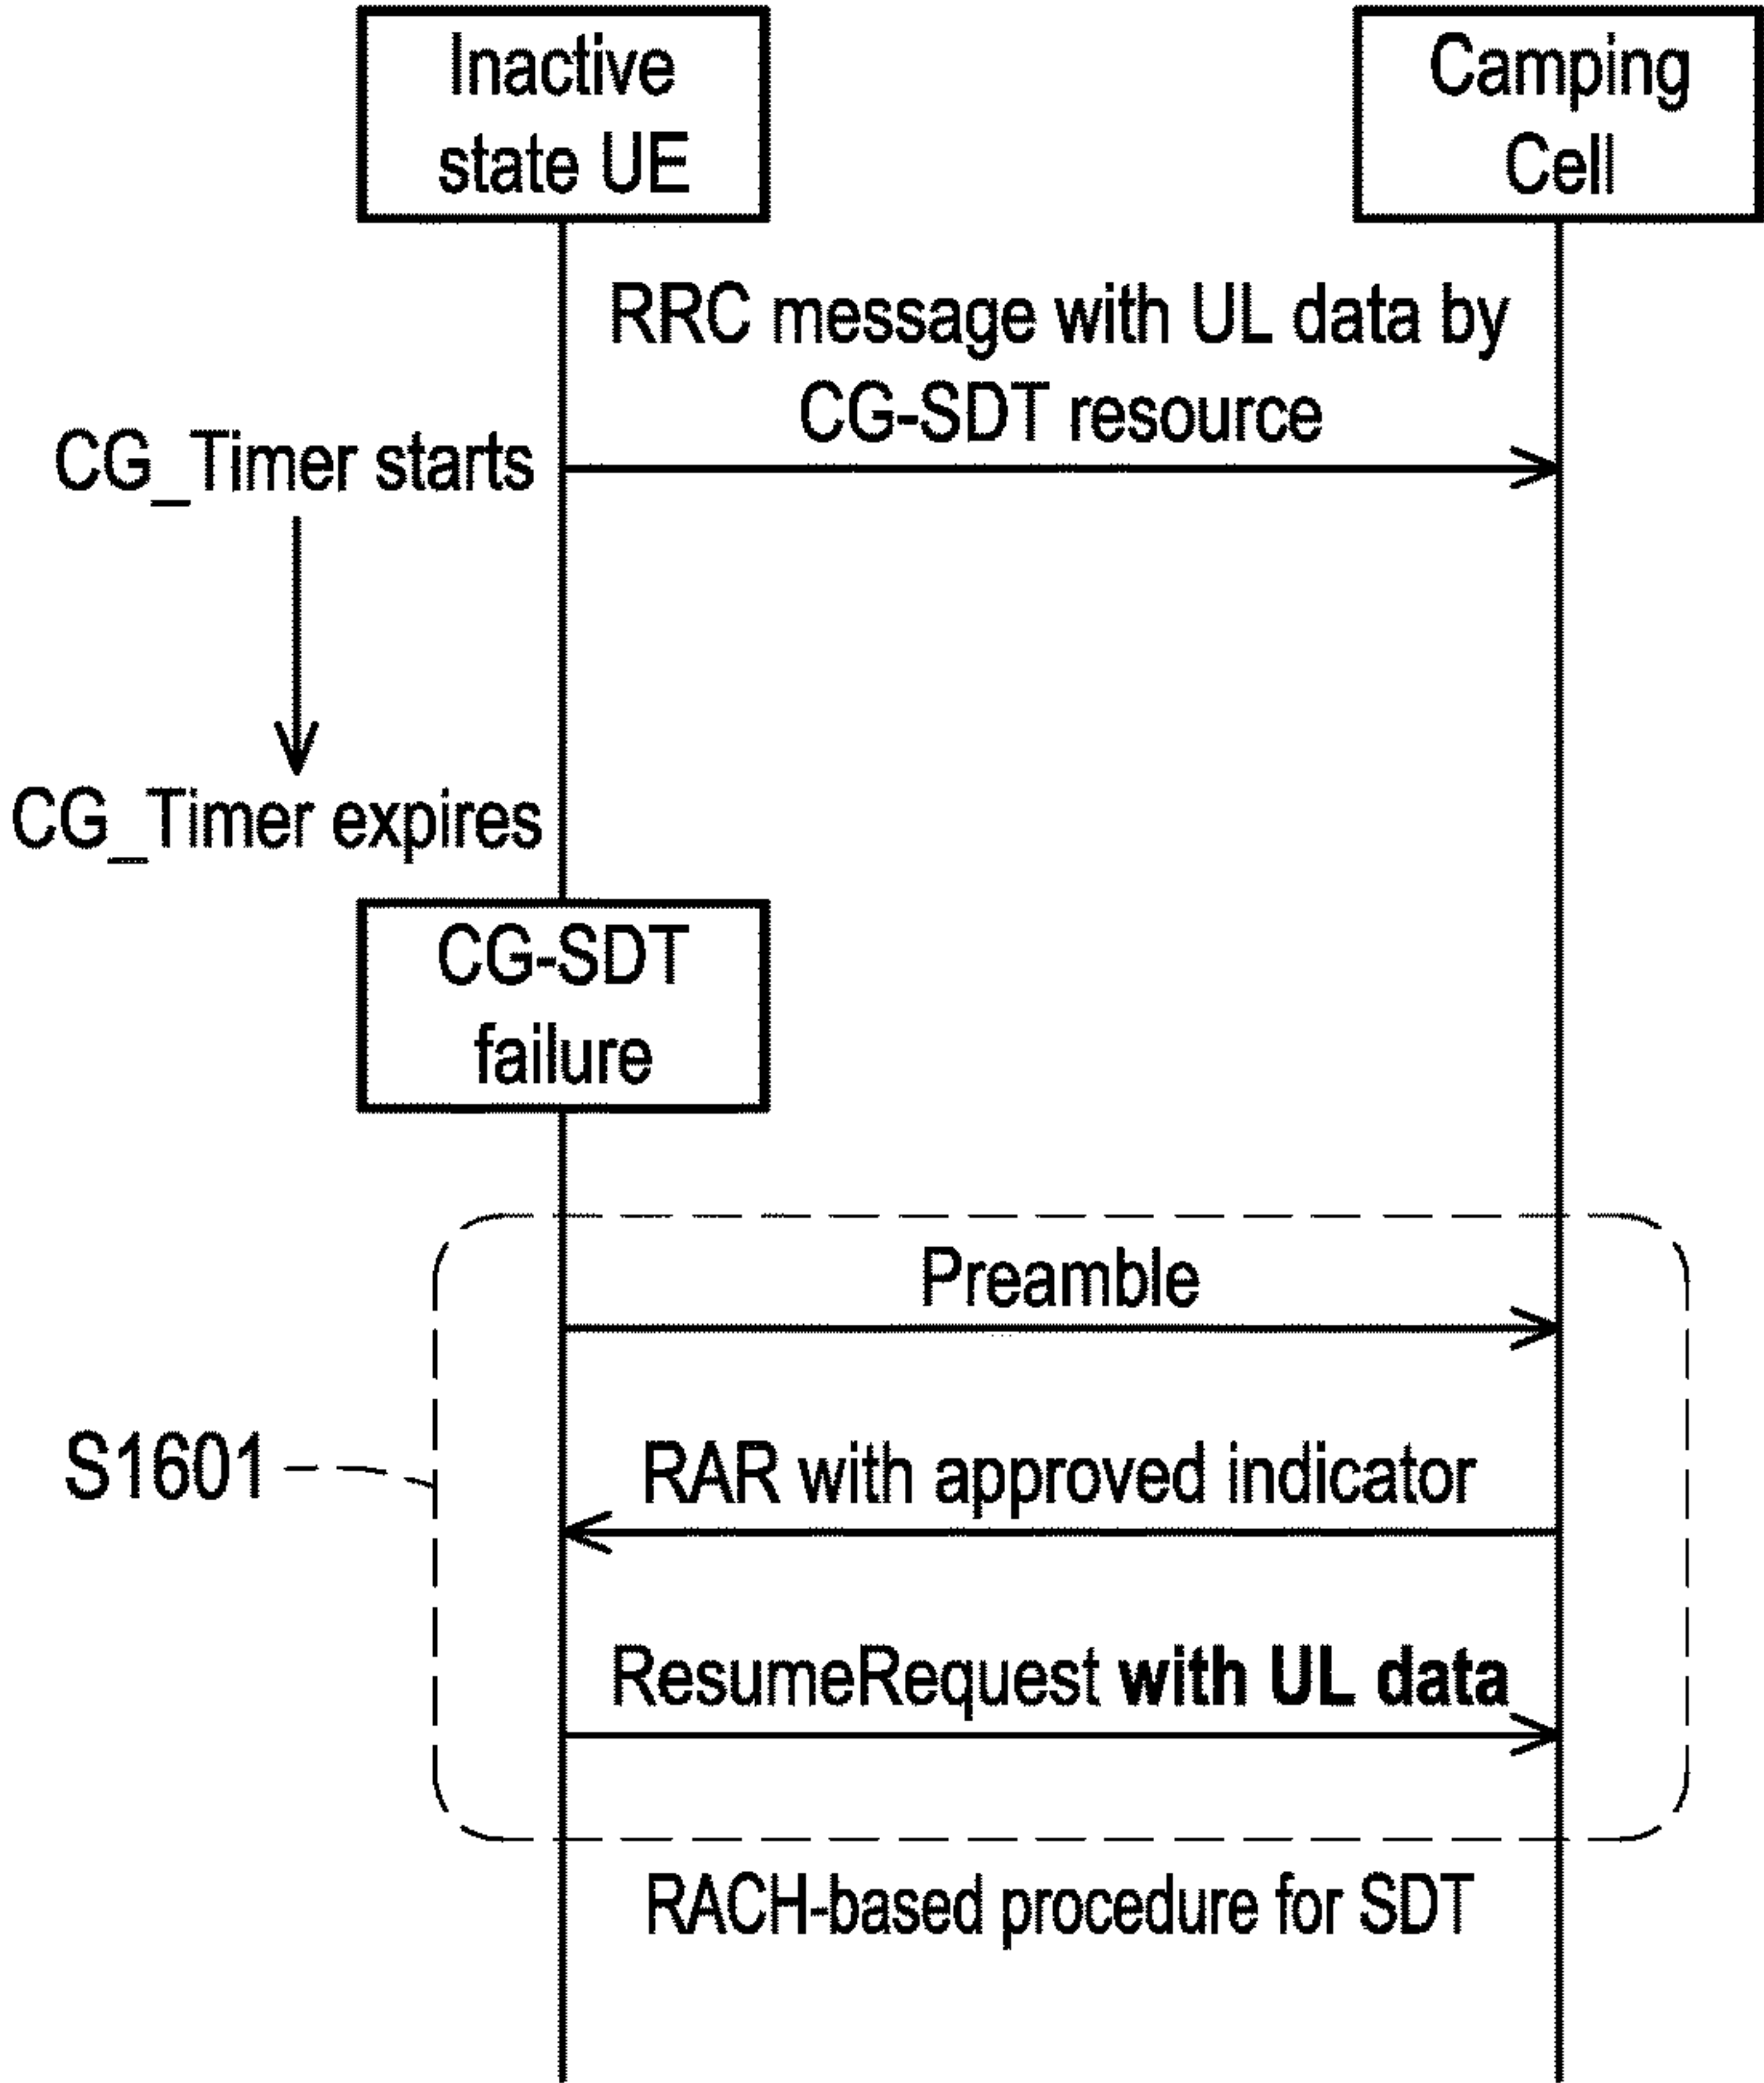 Inactive
state UE
Camping
Cell
RRC message with UL data by
CG-SDT resource
CG_Timer starts
CG_Timer expires
CG-SDT
failure
Preamble
S1601
RAR with approved indicator
ResumeRequest with UL data
RACH-based procedure for SDT